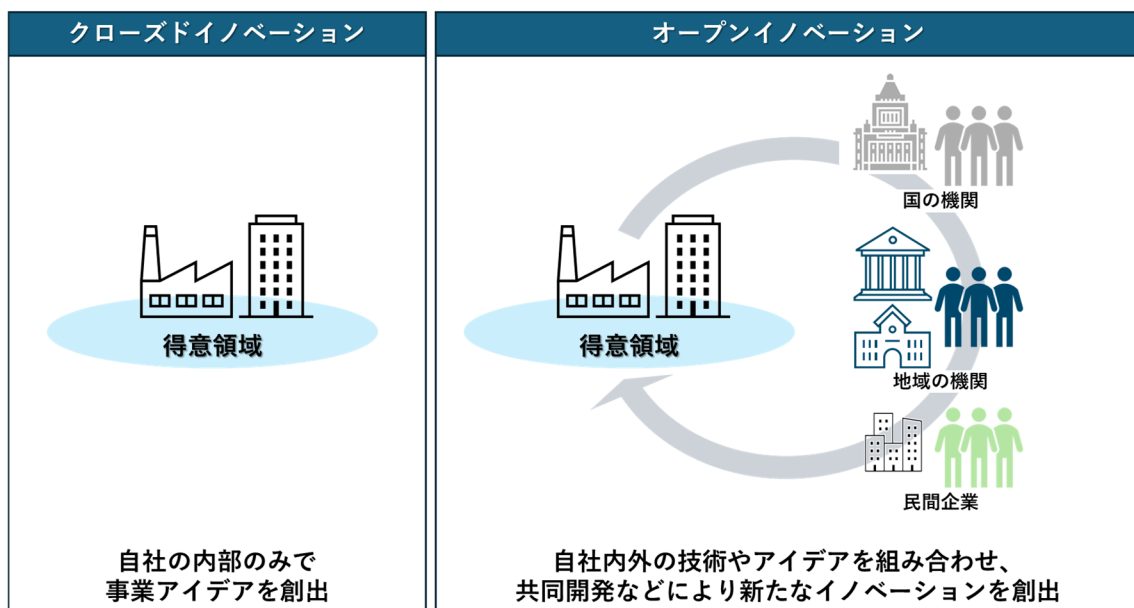 クローズドイノベーション
得意領域
自社の内部のみで
事業アイデアを創出
オープンイノベーション
国の機関
得意領域
地域の機関
民間企業
自社内外の技術やアイデアを組み合わせ、
共同開発などにより新たなイノベーションを創出